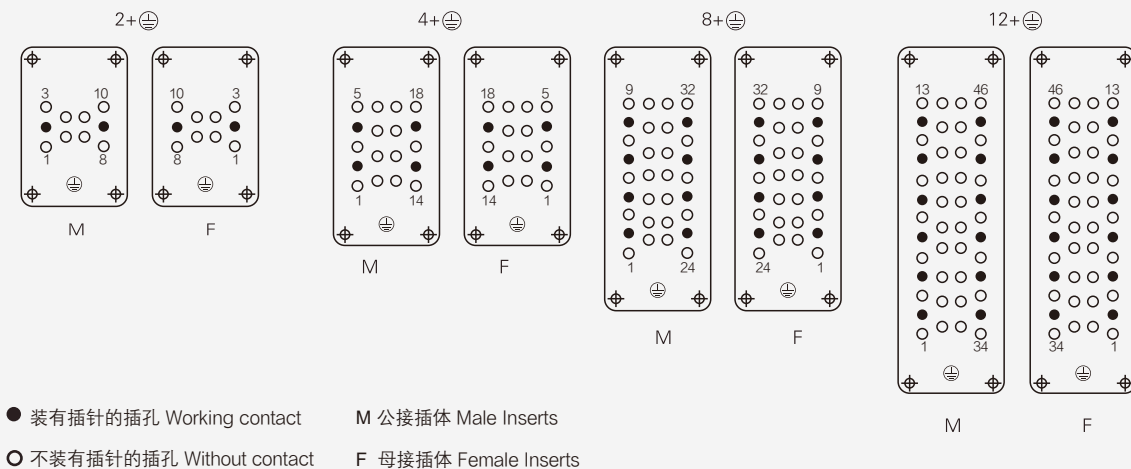 2+⏚ 4+⏚ 8+⏚ 12+⏚
3 10 10 3 5 18 18 5 9 32 32 9 13 46 46 13
1 8 8 1 1 14 14 1 1 24 24 1 1 34 34 1
M F M F M F M F
装有插针的插孔 Working contact M 公接插体 Male Inserts
不装有插针的插孔 Without contact F 母接插体 Female Inserts